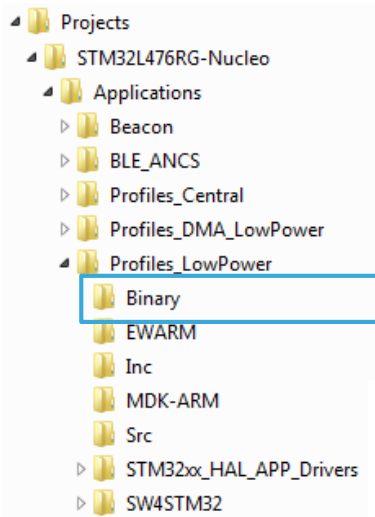 Projects
STM32L476RG-Nucleo
Applications
Beacon
BLE_ANCS
Profiles_Central
Profiles_DMA_LowPower
Profiles_LowPower
Binary
EWARM
Inc
MDK-ARM
Src
STM32xx_HAL_APP_Drivers
SW4STM32